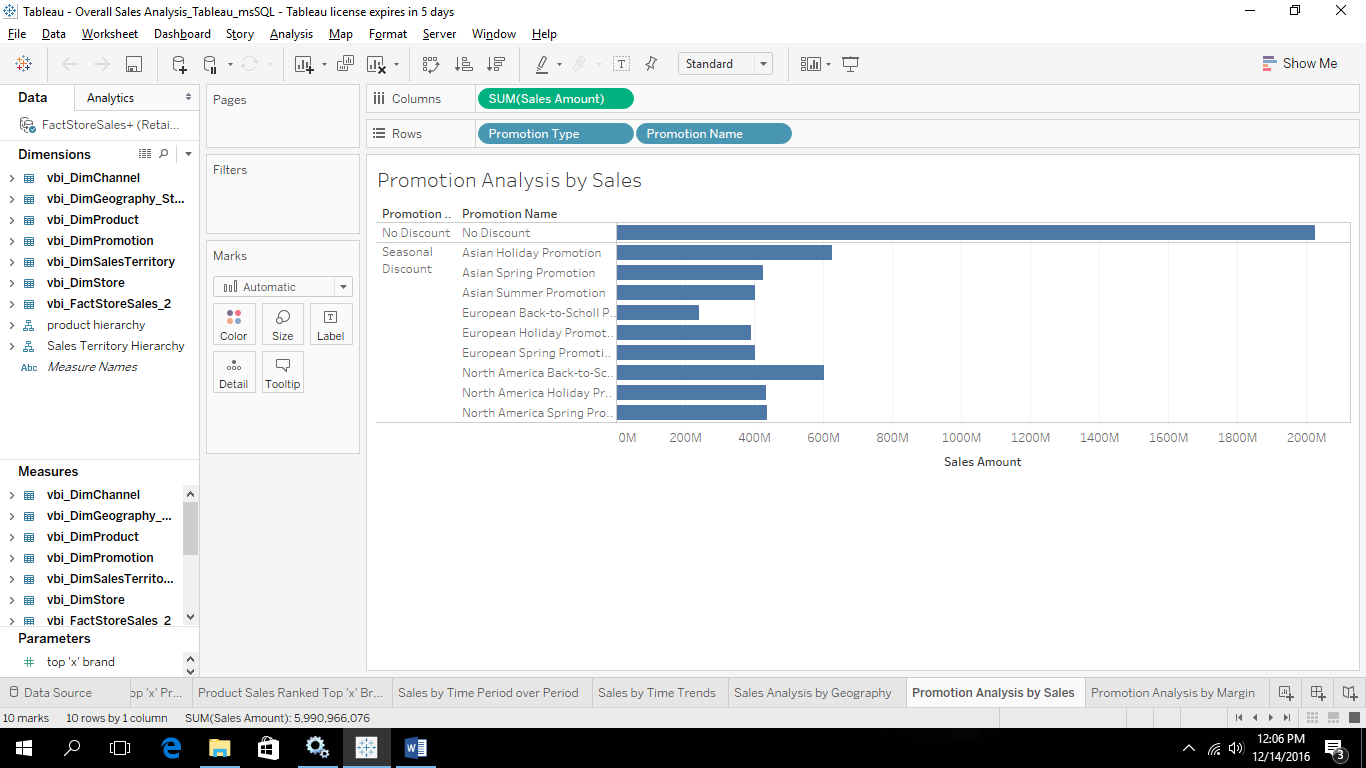 Tableau - Overall Sales Analysis_Tableau_msSQL - Tableau license expires in 5 days
File Data Worksheet Dashboard Story Analysis Map Format Server Window Help
Standard
Show Me
Data Analytics
FactStoreSales+ (Retai...
Dimensions
vbi_DimChannel
vbi_DimGeography_St...
vbi_DimProduct
vbi_DimPromotion
vbi_DimSalesTerritory
vbi_DimStore
vbi_FactStoreSales_2
product hierarchy
Sales Territory Hierarchy
Abc Measure Names
Measures
vbi_DimChannel
vbi_DimGeography_...
vbi_DimProduct
vbi_DimPromotion
vbi_DimSalesTerrito...
vbi_DimStore
vbi_FactStoreSales_2
Parameters
top 'x' brand
Pages
Filters
Marks
Automatic
Color Size Label
Detail Tooltip
Columns SUM(Sales Amount)
Rows Promotion Type Promotion Name
Promotion Analysis by Sales
Promotion .. Promotion Name
No Discount No Discount
Seasonal Discount
Asian Holiday Promotion
Asian Spring Promotion
Asian Summer Promotion
European Back-to-Scholl P..
European Holiday Promot..
European Spring Promoti..
North America Back-to-Sc..
North America Holiday Pr..
North America Spring Pro..
0M 200M 400M 600M 800M 1000M 1200M 1400M 1600M 1800M 2000M
Sales Amount
Data Source op 'x' Pr... Product Sales Ranked Top 'x' Br... Sales by Time Period over Period Sales by Time Trends Sales Analysis by Geography Promotion Analysis by Sales Promotion Analysis by Margin
10 marks 10 rows by 1 column SUM(Sales Amount): 5,990,966,076
12:06 PM
12/14/2016
3